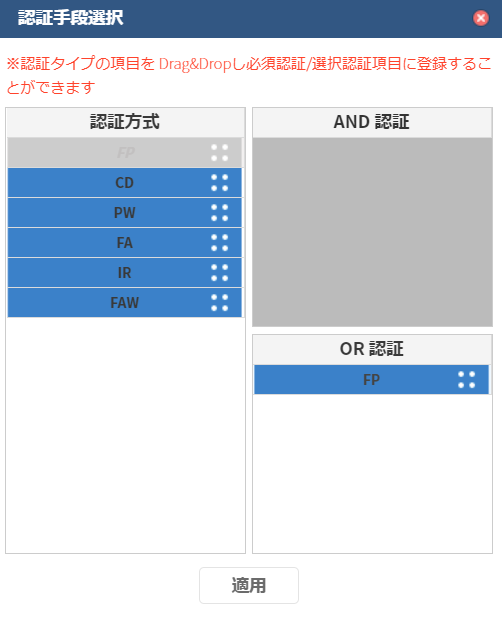 認証手段選択
※認証タイプの項目を Drag&Dropし必須認証/選択認証項目に登録するこ
とができます
認証方式
FP
CD
PW
FA
IR
FAW
AND 認証
OR 認証
FP
適用